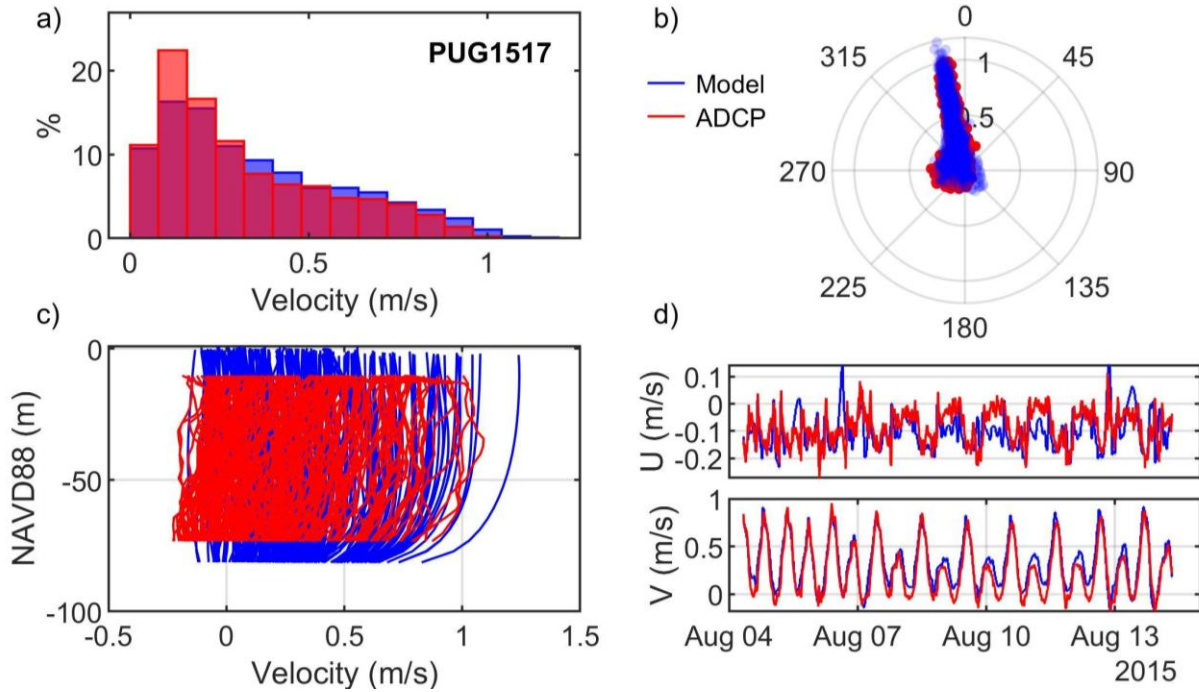 a)
PUG1517
%
20
10
0
0 0.5 1
Velocity (m/s)
b)
0
315 45
1
0.5
270 90
225 135
180
Model
ADCP
c)
NAVD88 (m)
0
-50
-100
-0.5 0 0.5 1 1.5
Velocity (m/s)
d)
U (m/s)
0.1
0
-0.1
-0.2
V (m/s)
1
0.5
0
Aug 04 Aug 07 Aug 10 Aug 13
2015